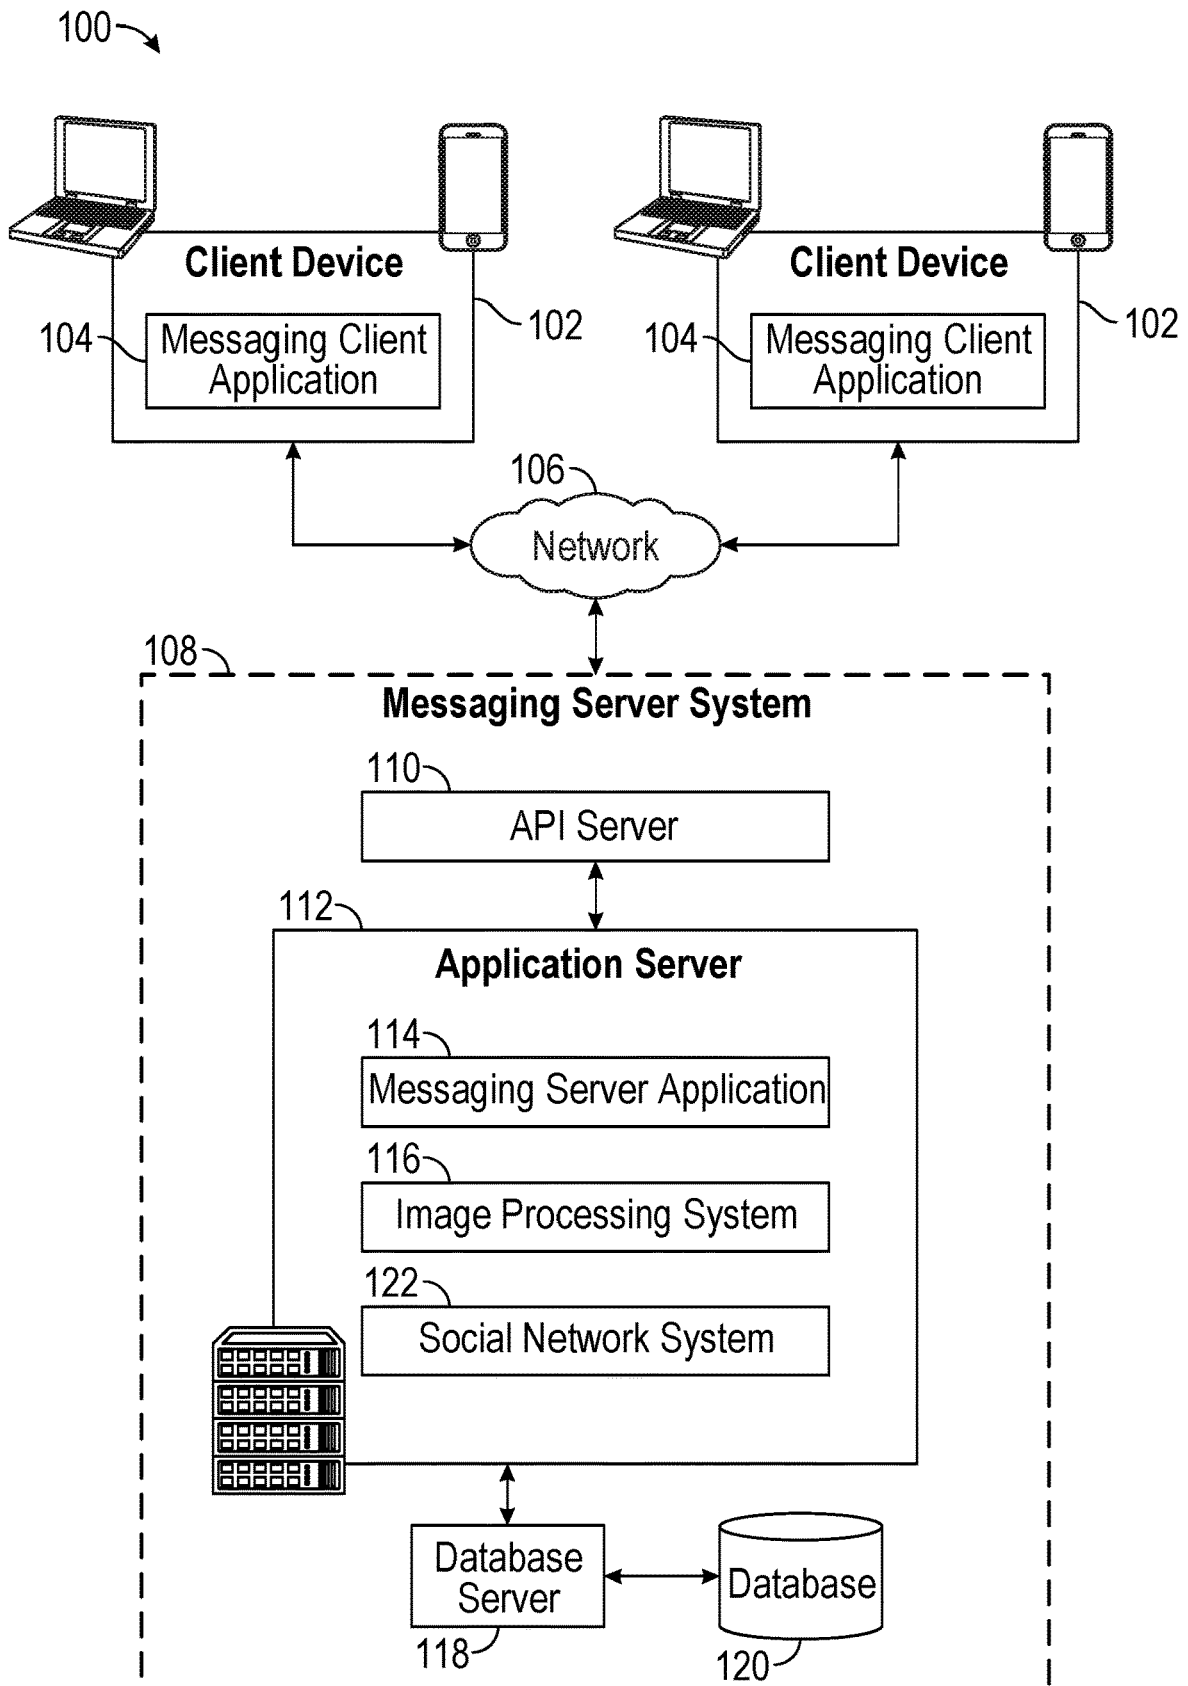 100
Client Device
102
104
Messaging Client
Application
Client Device
102
104
Messaging Client
Application
106
Network
108
Messaging Server System
110
API Server
112
Application Server
114
Messaging Server Application
116
Image Processing System
122
Social Network System
Database
Server
118
Database
120